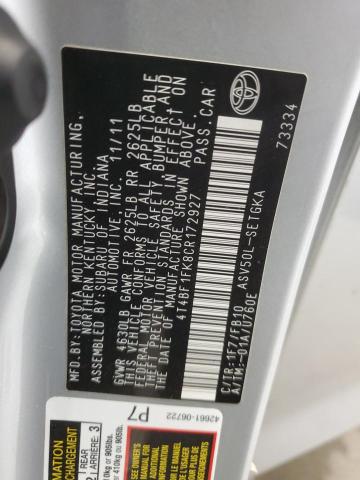 MFD. BY: TOYOTA MOTOR MANUFACTURING,
NORTHERN KENTUCKY, INC.
ASSEMBLED BY: SUBARU OF INDIANA
AUTOMOTIVE, INC. 11/11
GVWR 4630LB GAWR FR 2625LB RR 2625LB
THIS VEHICLE CONFORMS TO ALL APPLICABLE
FEDERAL MOTOR VEHICLE SAFETY, BUMPER, AND
THEFT PREVENTION STANDARDS IN EFFECT ON
THE DATE OF MANUFACTURE SHOWN ABOVE.
4T4BF1FK8CR172927 PASS. CAR
C/TR: 1F7/FB10 ASV50L-SETGKA
A/TM: -01A/U760E 73334
42661-06722
P7
REAR
ARRIÈRE: 3